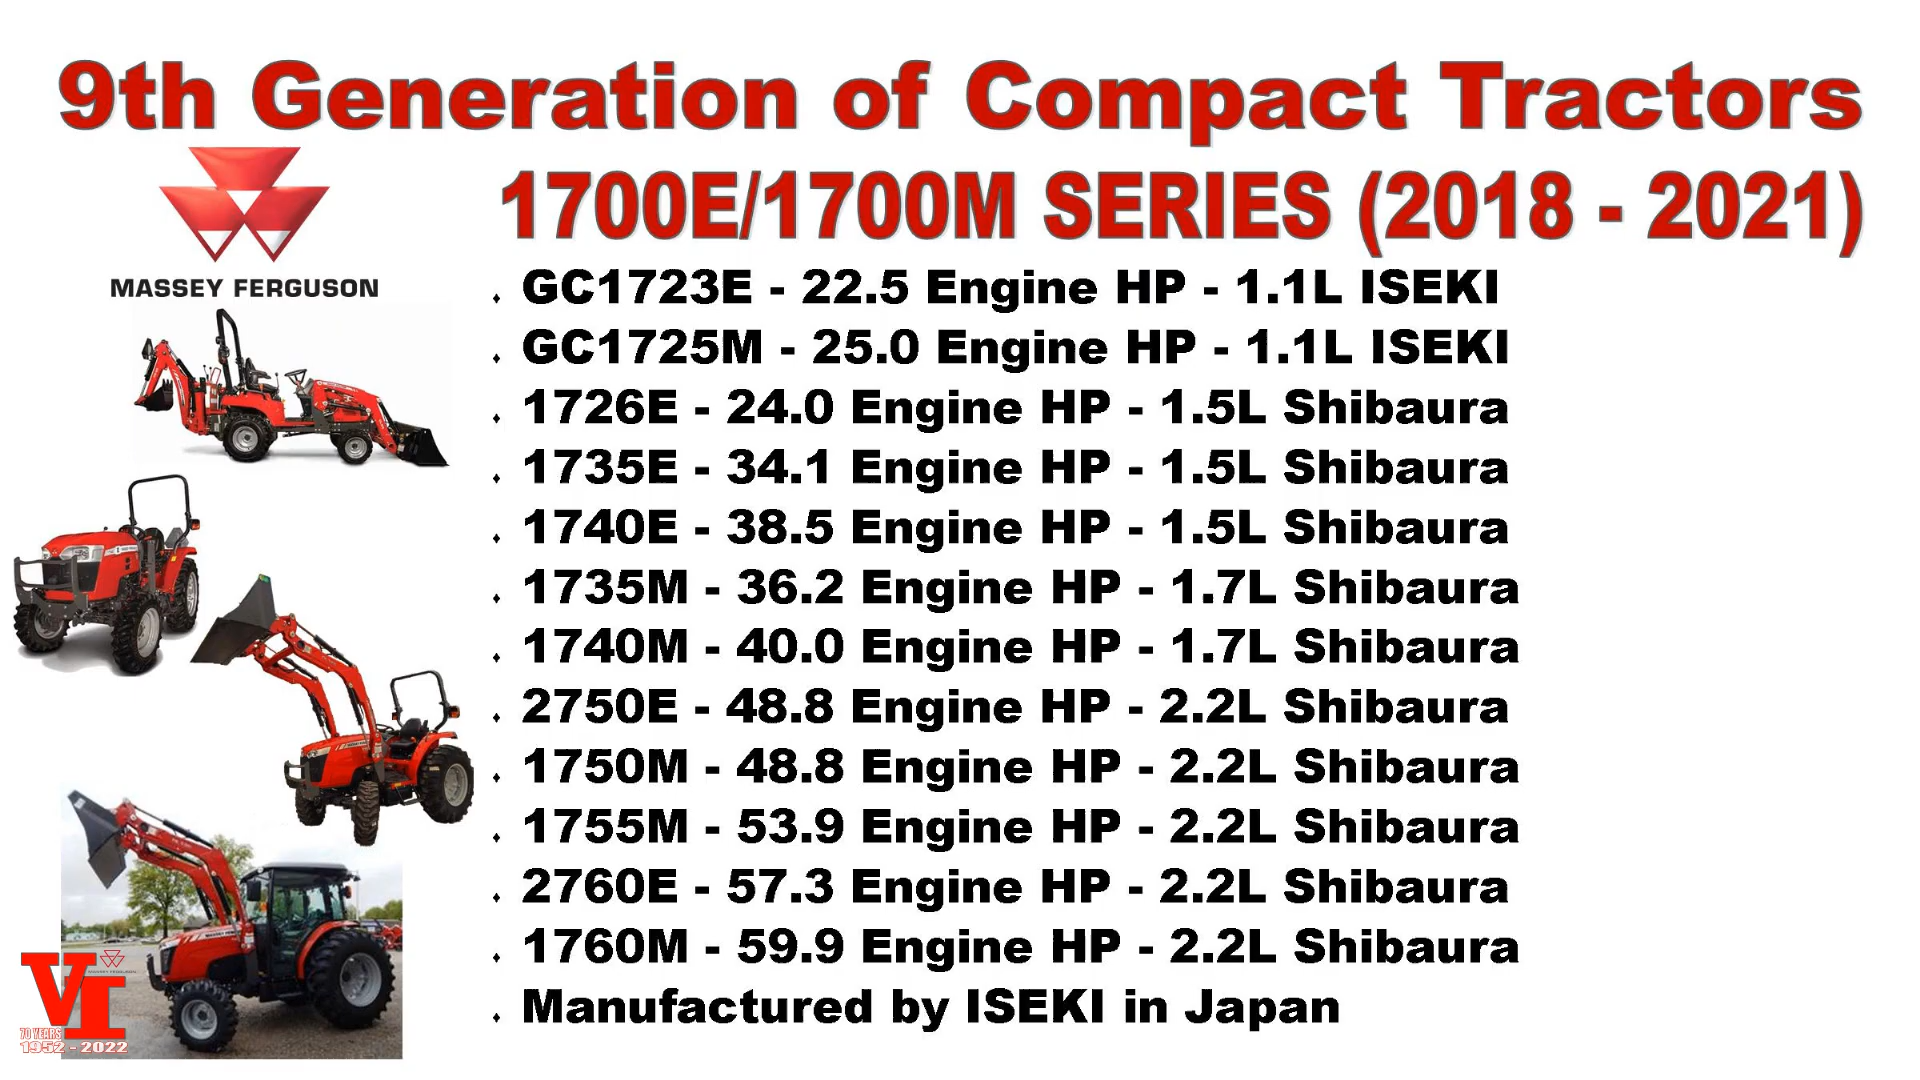 9th Generation of Compact Tractors
1700E/1700M SERIES (2018 - 2021)
MASSEY FERGUSON
GC1723E - 22.5 Engine HP - 1.1L ISEKI
GC1725M - 25.0 Engine HP - 1.1L ISEKI
1726E - 24.0 Engine HP - 1.5L Shibaura
1735E - 34.1 Engine HP - 1.5L Shibaura
1740E - 38.5 Engine HP - 1.5L Shibaura
1735M - 36.2 Engine HP - 1.7L Shibaura
1740M - 40.0 Engine HP - 1.7L Shibaura
2750E - 48.8 Engine HP - 2.2L Shibaura
1750M - 48.8 Engine HP - 2.2L Shibaura
1755M - 53.9 Engine HP - 2.2L Shibaura
2760E - 57.3 Engine HP - 2.2L Shibaura
1760M - 59.9 Engine HP - 2.2L Shibaura
Manufactured by ISEKI in Japan
VI
MASSEY FERGUSON
70 YEARS
1952 - 2022